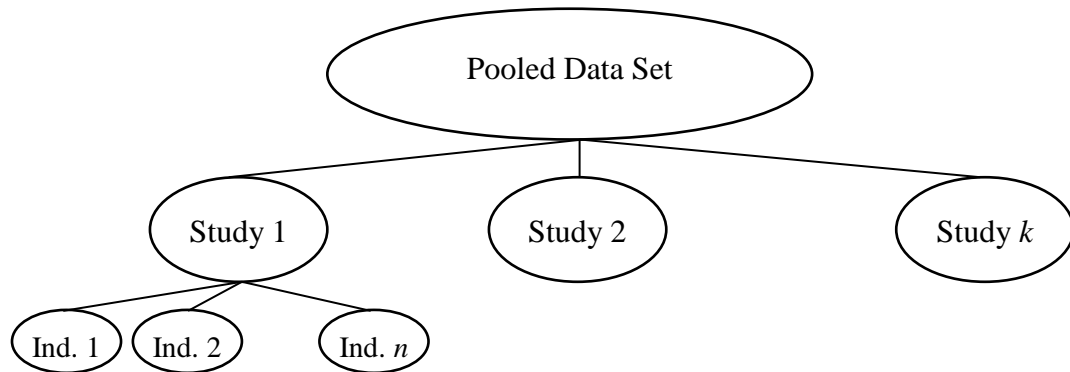 Pooled Data Set
Study 1
Study 2
Study k
Ind. 1
Ind. 2
Ind. n